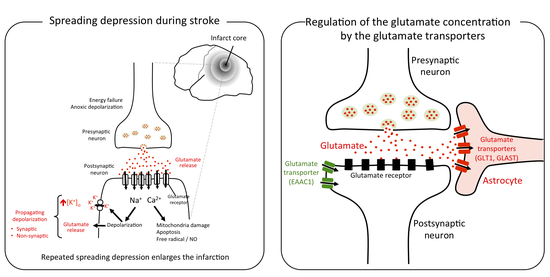 Spreading depression during stroke
Infarct core
Energy failure
Anoxic depolarization
Presynaptic
neuron
Postsynaptic
neuron
Glutamate
release
Glutamate
receptor
Na⁺ Ca²⁺
K⁺
K⁺
K⁺
[K⁺]o
Propagating
depolarization
• Synaptic
• Non-synaptic
Glutamate
release
Depolarization
Mitochondria damage
Apoptosis
Free radical / NO
Repeated spreading depression enlarges the infarction
Regulation of the glutamate concentration
by the glutamate transporters
Presynaptic
neuron
Glutamate
Glutamate
transporters
(GLT1, GLAST)
Glutamate
transporter
(EAAC1)
Glutamate receptor
Astrocyte
Postsynaptic
neuron